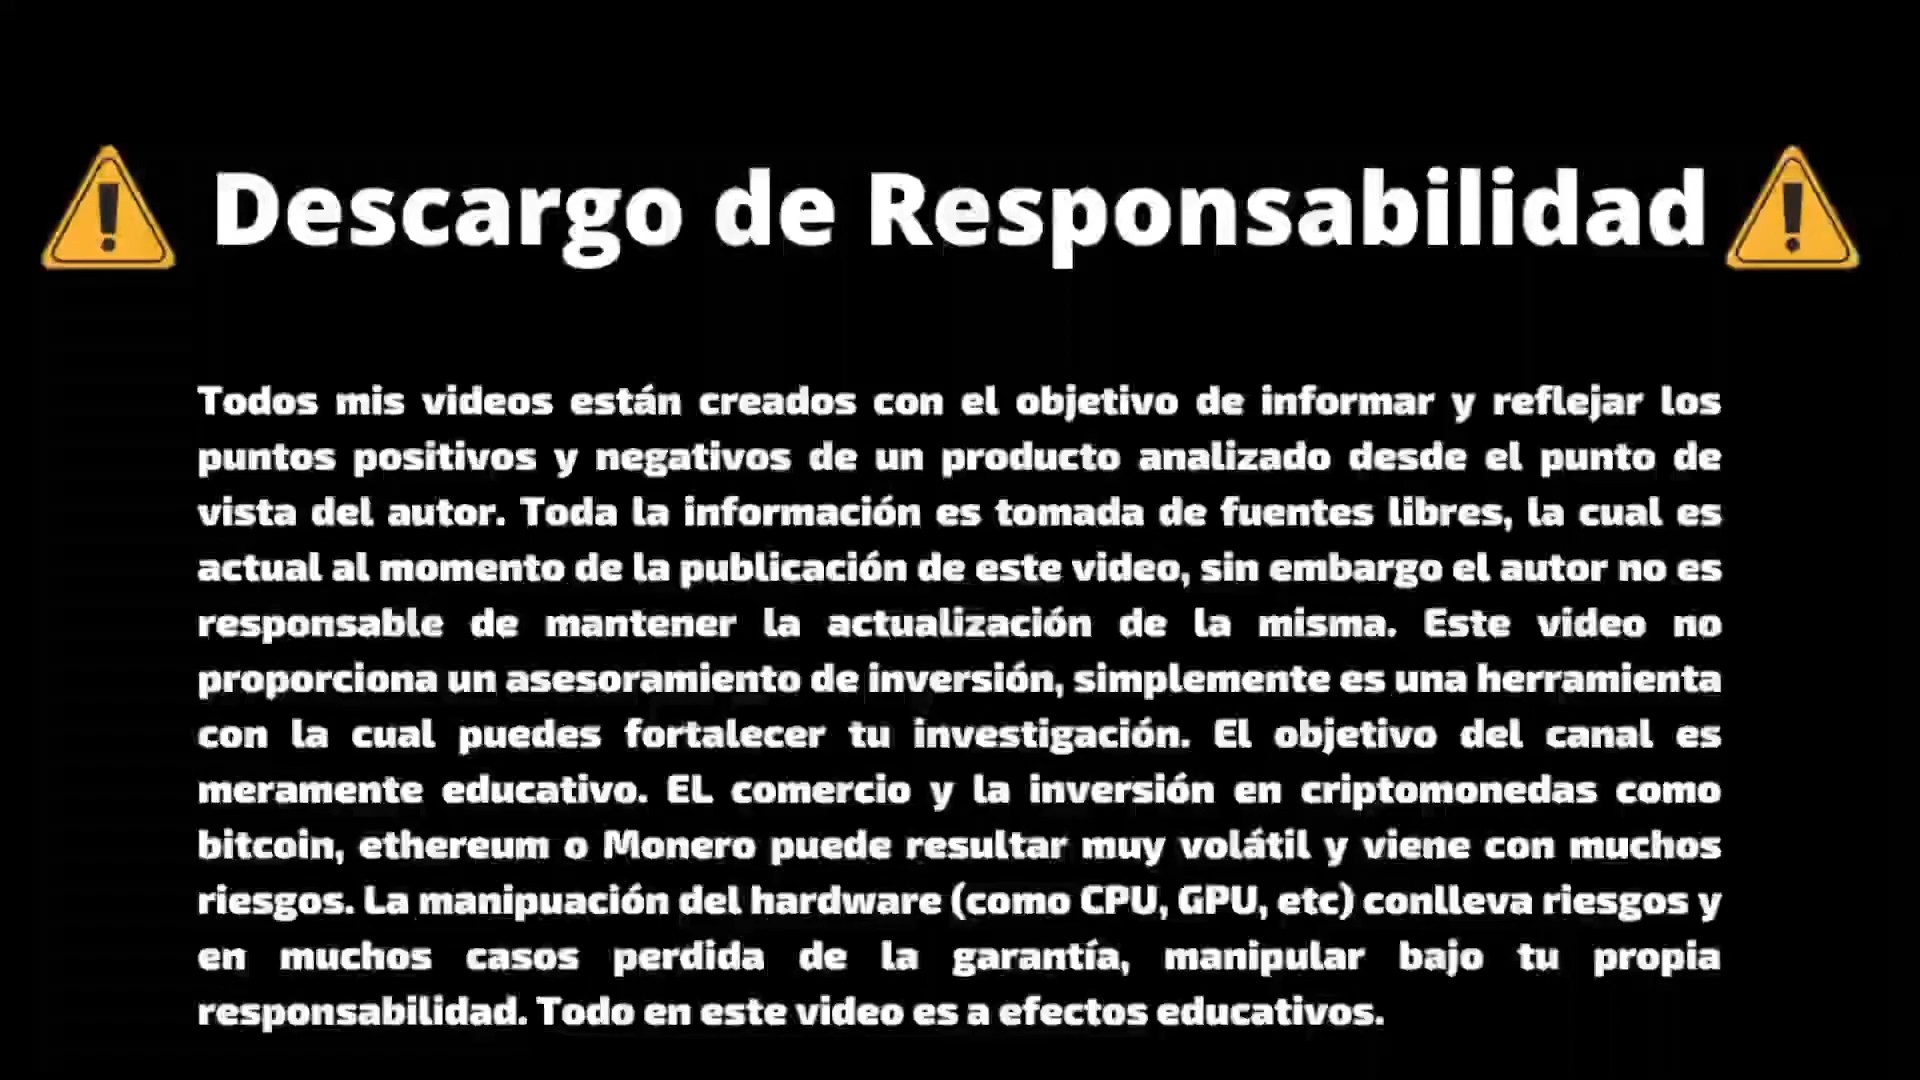 Descargo de Responsabilidad
Todos mis videos están creados con el objetivo de informar y reflejar los
puntos positivos y negativos de un producto analizado desde el punto de
vista del autor. Toda la información es tomada de fuentes libres, la cual es
actual al momento de la publicación de este video, sin embargo el autor no es
responsable de mantener la actualización de la misma. Este video no
proporciona un asesoramiento de inversión, simplemente es una herramienta
con la cual puedes fortalecer tu investigación. El objetivo del canal es
meramente educativo. EL comercio y la inversión en criptomonedas como
bitcoin, ethereum o Monero puede resultar muy volátil y viene con muchos
riesgos. La manipuación del hardware (como CPU, GPU, etc) conlleva riesgos y
en muchos casos perdida de la garantía, manipular bajo tu propia
responsabilidad. Todo en este video es a efectos educativos.